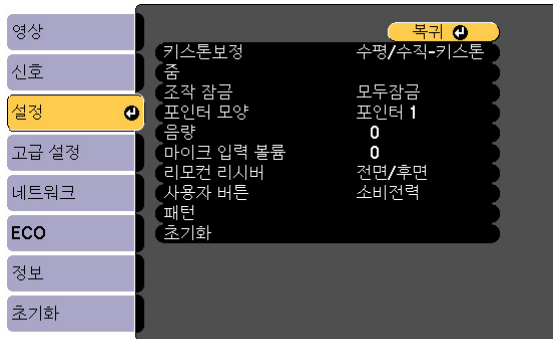 영상
신호
설정
고급 설정
네트워크
ECO
정보
초기화
복귀
키스톤보정 수평/수직-키스톤
줌
조작 잠금 모두잠금
포인터 모양 포인터 1
음량 0
마이크 입력 볼륨 0
리모컨 리시버 전면/후면
사용자 버튼 소비전력
패턴
초기화